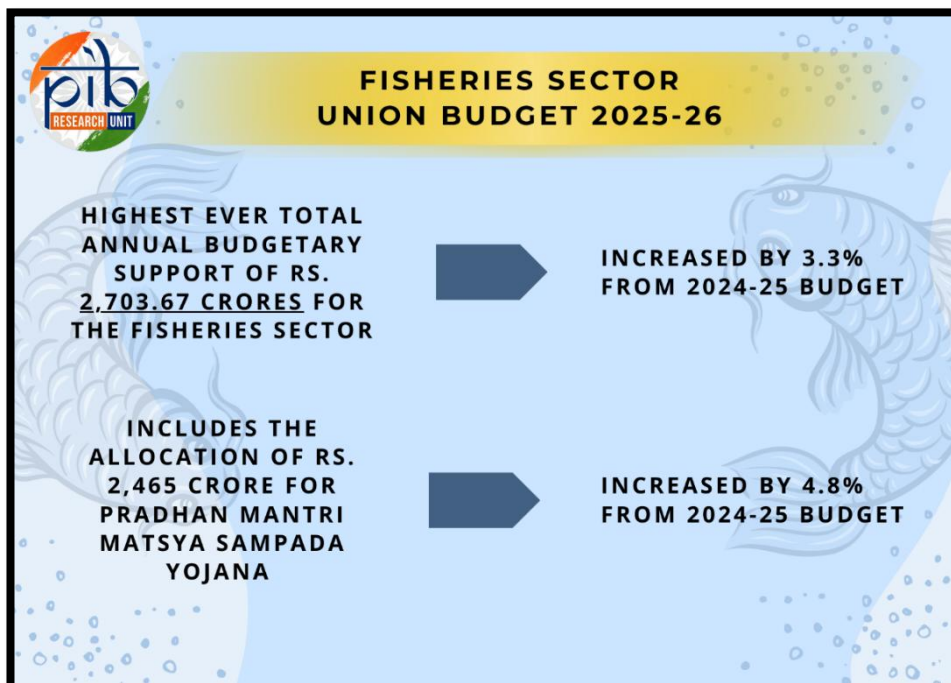 pib
RESEARCH UNIT
FISHERIES SECTOR
UNION BUDGET 2025-26
HIGHEST EVER TOTAL
ANNUAL BUDGETARY
SUPPORT OF RS.
2,703.67 CRORES FOR
THE FISHERIES SECTOR
INCREASED BY 3.3%
FROM 2024-25 BUDGET
INCLUDES THE
ALLOCATION OF RS.
2,465 CRORE FOR
PRADHAN MANTRI
MATSYA SAMPADA
YOJANA
INCREASED BY 4.8%
FROM 2024-25 BUDGET